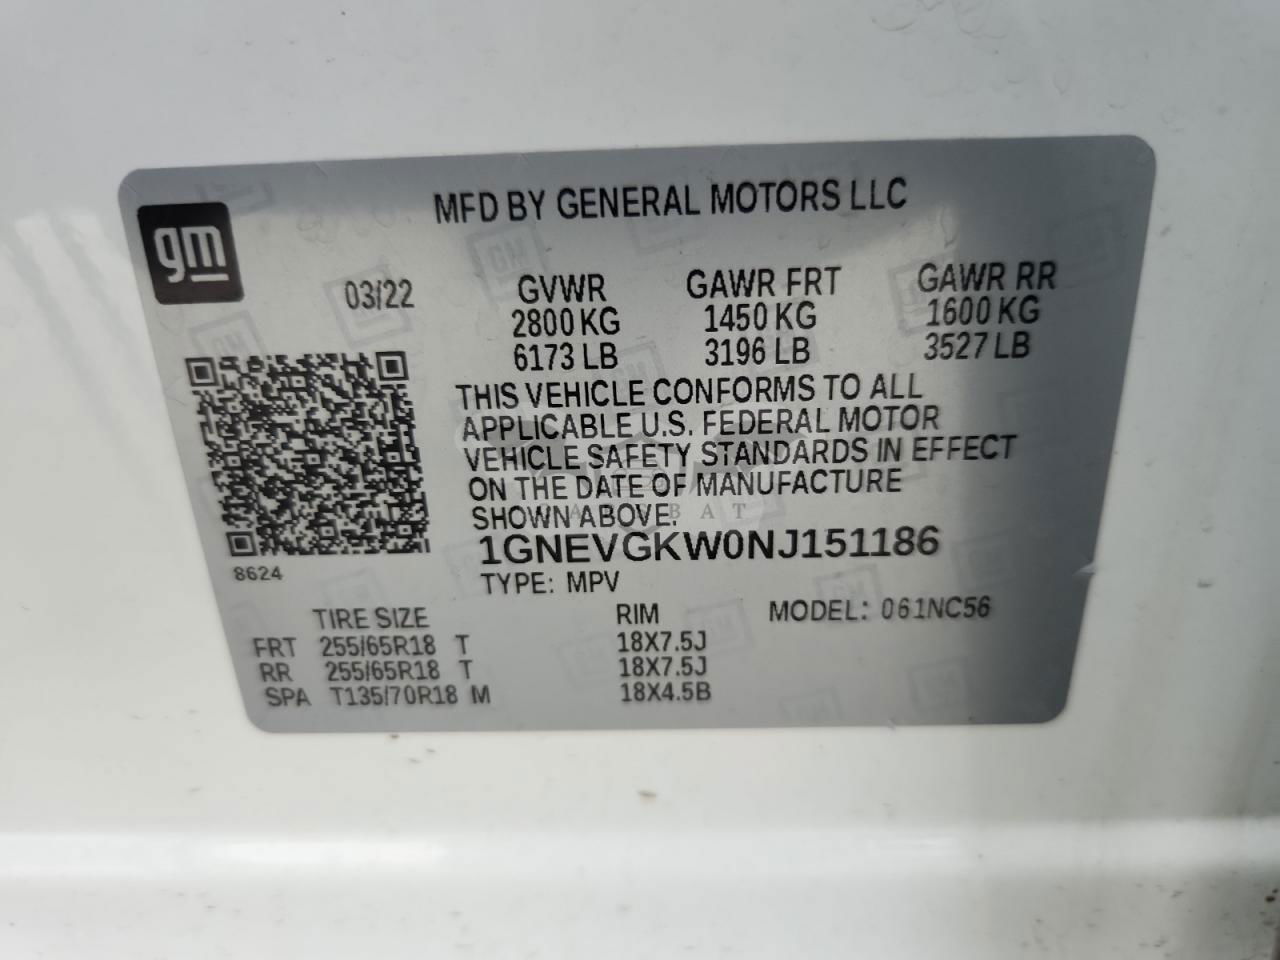 MFD BY GENERAL MOTORS LLC
gm
03/22
GVWR GAWR FRT GAWR RR
2800 KG 1450 KG 1600 KG
6173 LB 3196 LB 3527 LB
THIS VEHICLE CONFORMS TO ALL
APPLICABLE U.S. FEDERAL MOTOR
VEHICLE SAFETY STANDARDS IN EFFECT
ON THE DATE OF MANUFACTURE
SHOWN ABOVE.
1GNEVGKW0NJ151186
8624
TYPE: MPV
TIRE SIZE RIM MODEL: 061NC56
FRT 255/65R18 T 18X7.5J
RR 255/65R18 T 18X7.5J
SPA T135/70R18 M 18X4.5B